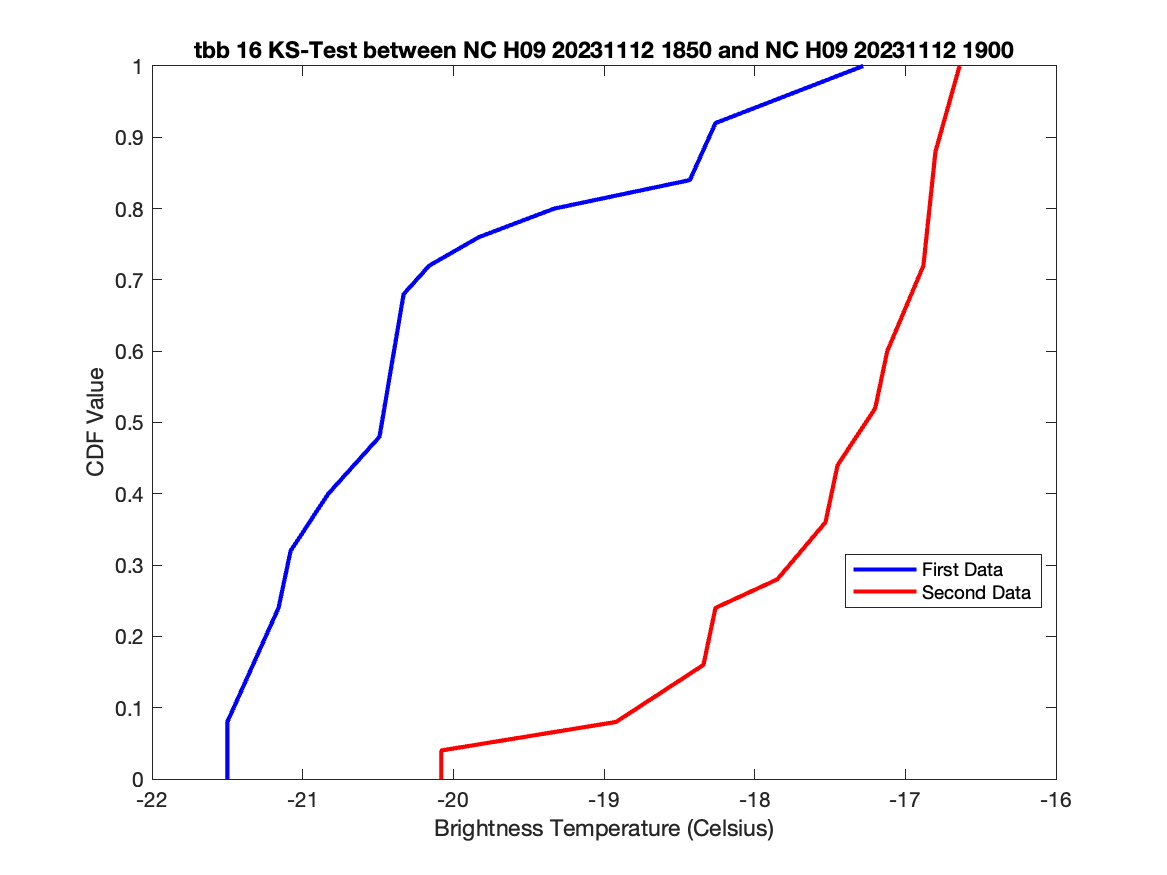 tbb 16 KS-Test between NC H09 20231112 1850 and NC H09 20231112 1900
1
0.9
0.8
0.7
0.6
0.5
0.4
0.3
0.2
0.1
0
CDF Value
First Data
Second Data
-22 -21 -20 -19 -18 -17 -16
Brightness Temperature (Celsius)